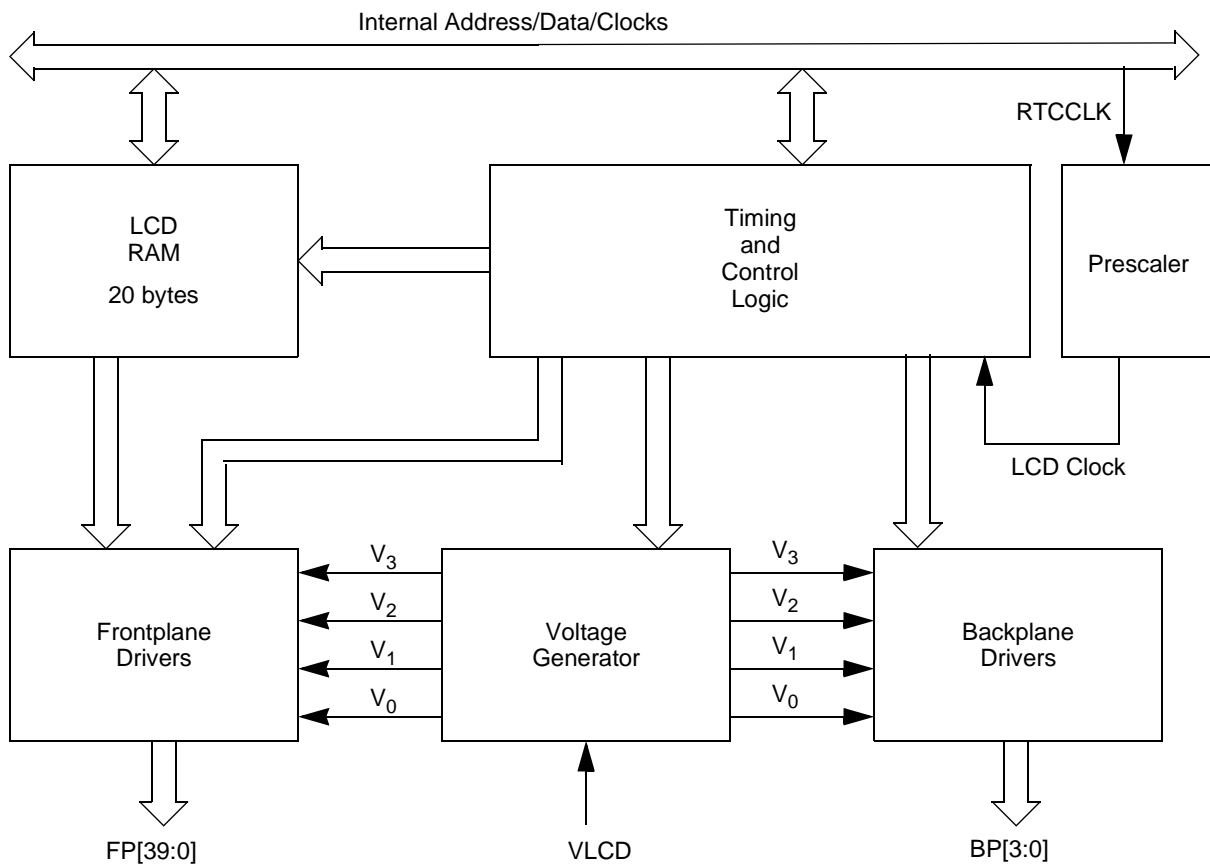 Internal Address/Data/Clocks
RTCCLK
LCD
RAM
20 bytes
Timing
and
Control
Logic
Prescaler
LCD Clock
V3
V2
V1
V0
V3
V2
V1
V0
Frontplane
Drivers
Voltage
Generator
Backplane
Drivers
FP[39:0]
VLCD
BP[3:0]